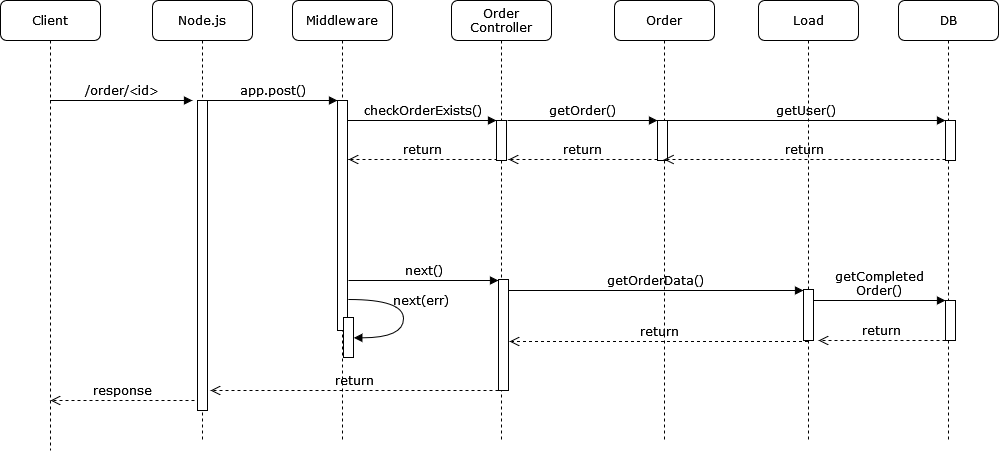 Client
Node.js
Middleware
Order
Controller
Order
Load
DB
/order/<id>
app.post()
checkOrderExists()
getOrder()
getUser()
return
return
return
next()
getOrderData()
getCompleted
Order()
next(err)
return
return
return
response